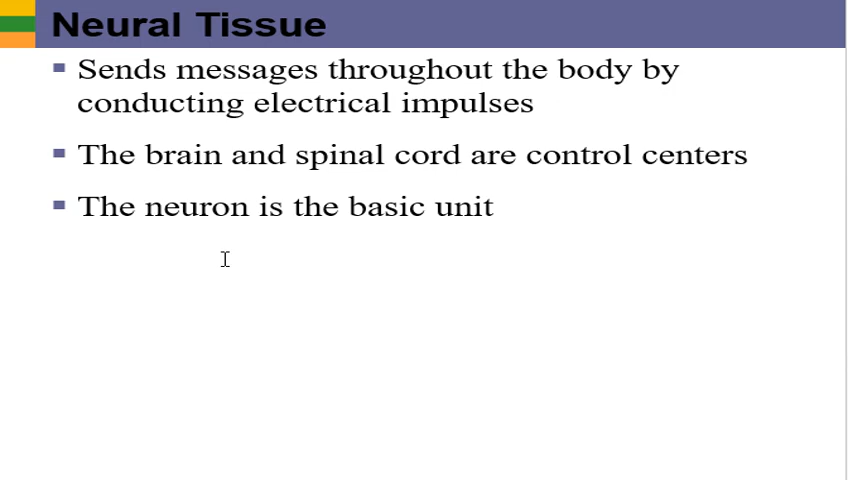 Neural Tissue
Sends messages throughout the body by
conducting electrical impulses
The brain and spinal cord are control centers
The neuron is the basic unit